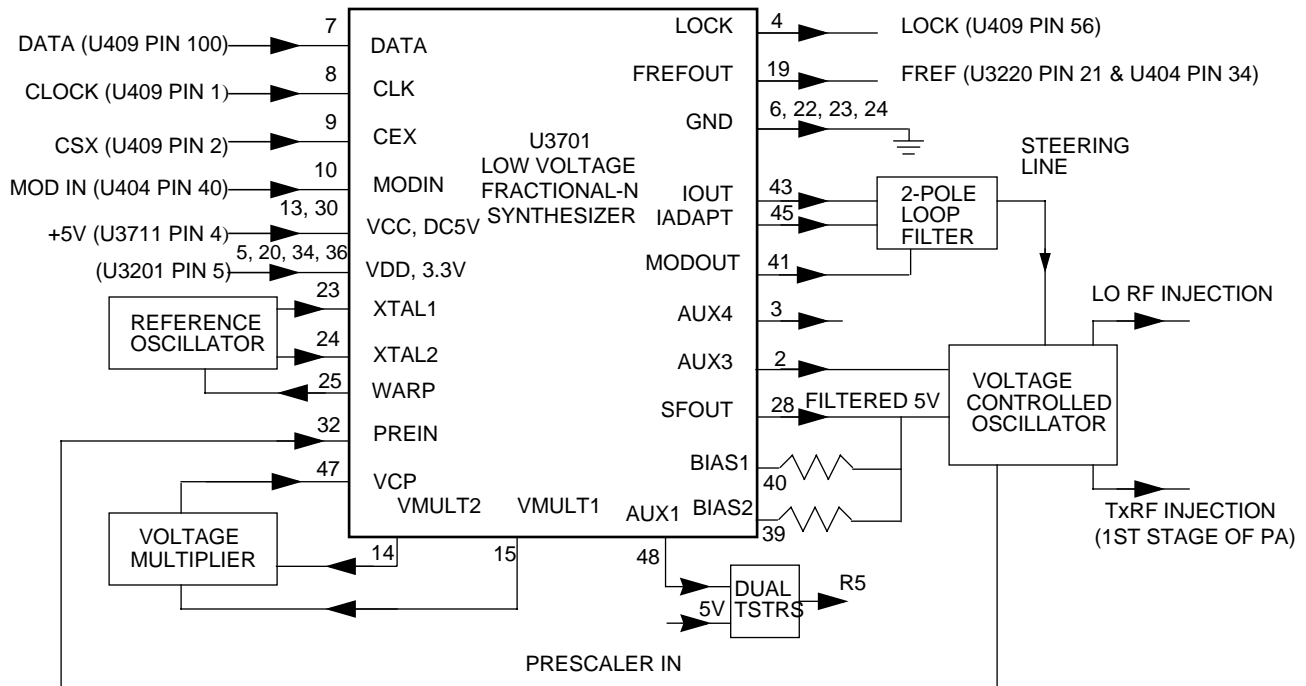 7
DATA (U409 PIN 100)
DATA
8
CLOCK (U409 PIN 1)
CLK
9
CSX (U409 PIN 2)
CEX
10
MOD IN (U404 PIN 40)
MODIN
13, 30
+5V (U3711 PIN 4)
VCC, DC5V
5, 20, 34, 36
(U3201 PIN 5)
VDD, 3.3V
23
XTAL1
REFERENCE
OSCILLATOR
24
XTAL2
25
WARP
32
PREIN
47
VCP
VOLTAGE
MULTIPLIER
VMULT2
14
VMULT1
15
AUX1
48
U3701
LOW VOLTAGE
FRACTIONAL-N
SYNTHESIZER
LOCK
4
LOCK (U409 PIN 56)
FREFOUT
19
FREF (U3220 PIN 21 & U404 PIN 34)
GND
6, 22, 23, 24
IOUT
43
IADAPT
45
2-POLE
LOOP
FILTER
STEERING
LINE
MODOUT
41
AUX4
3
AUX3
2
SFOUT
28
FILTERED 5V
BIAS1
40
BIAS2
39
LO RF INJECTION
VOLTAGE
CONTROLLED
OSCILLATOR
TxRF INJECTION
(1ST STAGE OF PA)
5V
DUAL
TSTRS
R5
PRESCALER IN